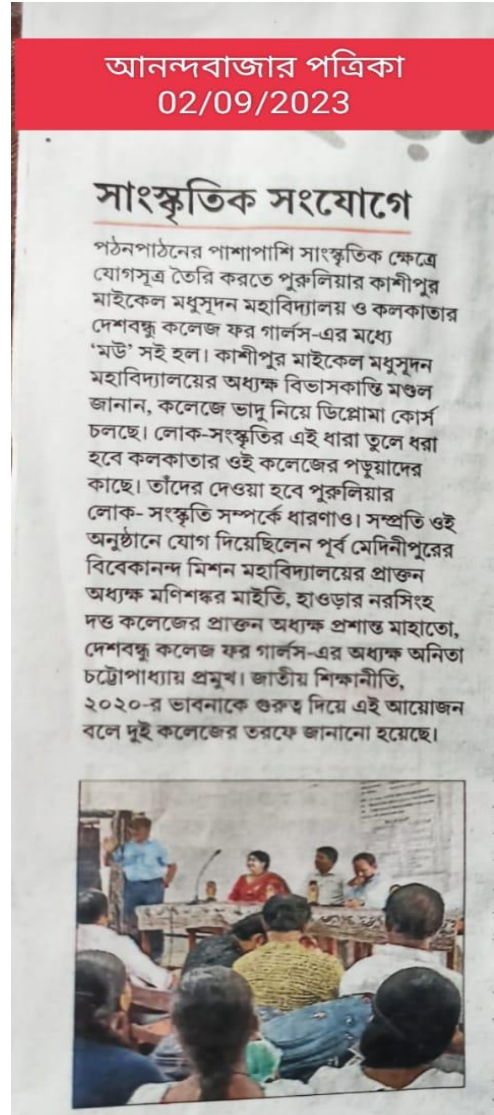 আনন্দবাজার পত্রিকা
02/09/2023
সাংস্কৃতিক সংযোগে
পঠনপাঠনের পাশাপাশি সাংস্কৃতিক ক্ষেত্রে
যোগসূত্র তৈরি করতে পুরুলিয়ার কাশীপুর
মাইকেল মধুসূদন মহাবিদ্যালয় ও কলকাতার
দেশবন্ধু কলেজ ফর গার্লস-এর মধ্যে
‘মউ’ সই হল। কাশীপুর মাইকেল মধুসূদন
মহাবিদ্যালয়ের অধ্যক্ষ বিভাসকান্তি মণ্ডল
জানান, কলেজে ভাদু নিয়ে ডিপ্লোমা কোর্স
চলছে। লোক-সংস্কৃতির এই ধারা তুলে ধরা
হবে কলকাতার ওই কলেজের পড়ুয়াদের
কাছে। তাঁদের দেওয়া হবে পুরুলিয়ার
লোক- সংস্কৃতি সম্পর্কে ধারণাও। সম্প্রতি ওই
অনুষ্ঠানে যোগ দিয়েছিলেন পূর্ব মেদিনীপুরের
বিবেকানন্দ মিশন মহাবিদ্যালয়ের প্রাক্তন
অধ্যক্ষ মণিশঙ্কর মাইতি, হাওড়ার নরসিংহ
দত্ত কলেজের প্রাক্তন অধ্যক্ষ প্রশান্ত মাহাতো,
দেশবন্ধু কলেজ ফর গার্লস-এর অধ্যক্ষ অনিতা
চট্টোপাধ্যায় প্রমুখ। জাতীয় শিক্ষানীতি,
২০২০-র ভাবনাকে গুরুত্ব দিয়ে এই আয়োজন
বলে দুই কলেজের তরফে জানানো হয়েছে।